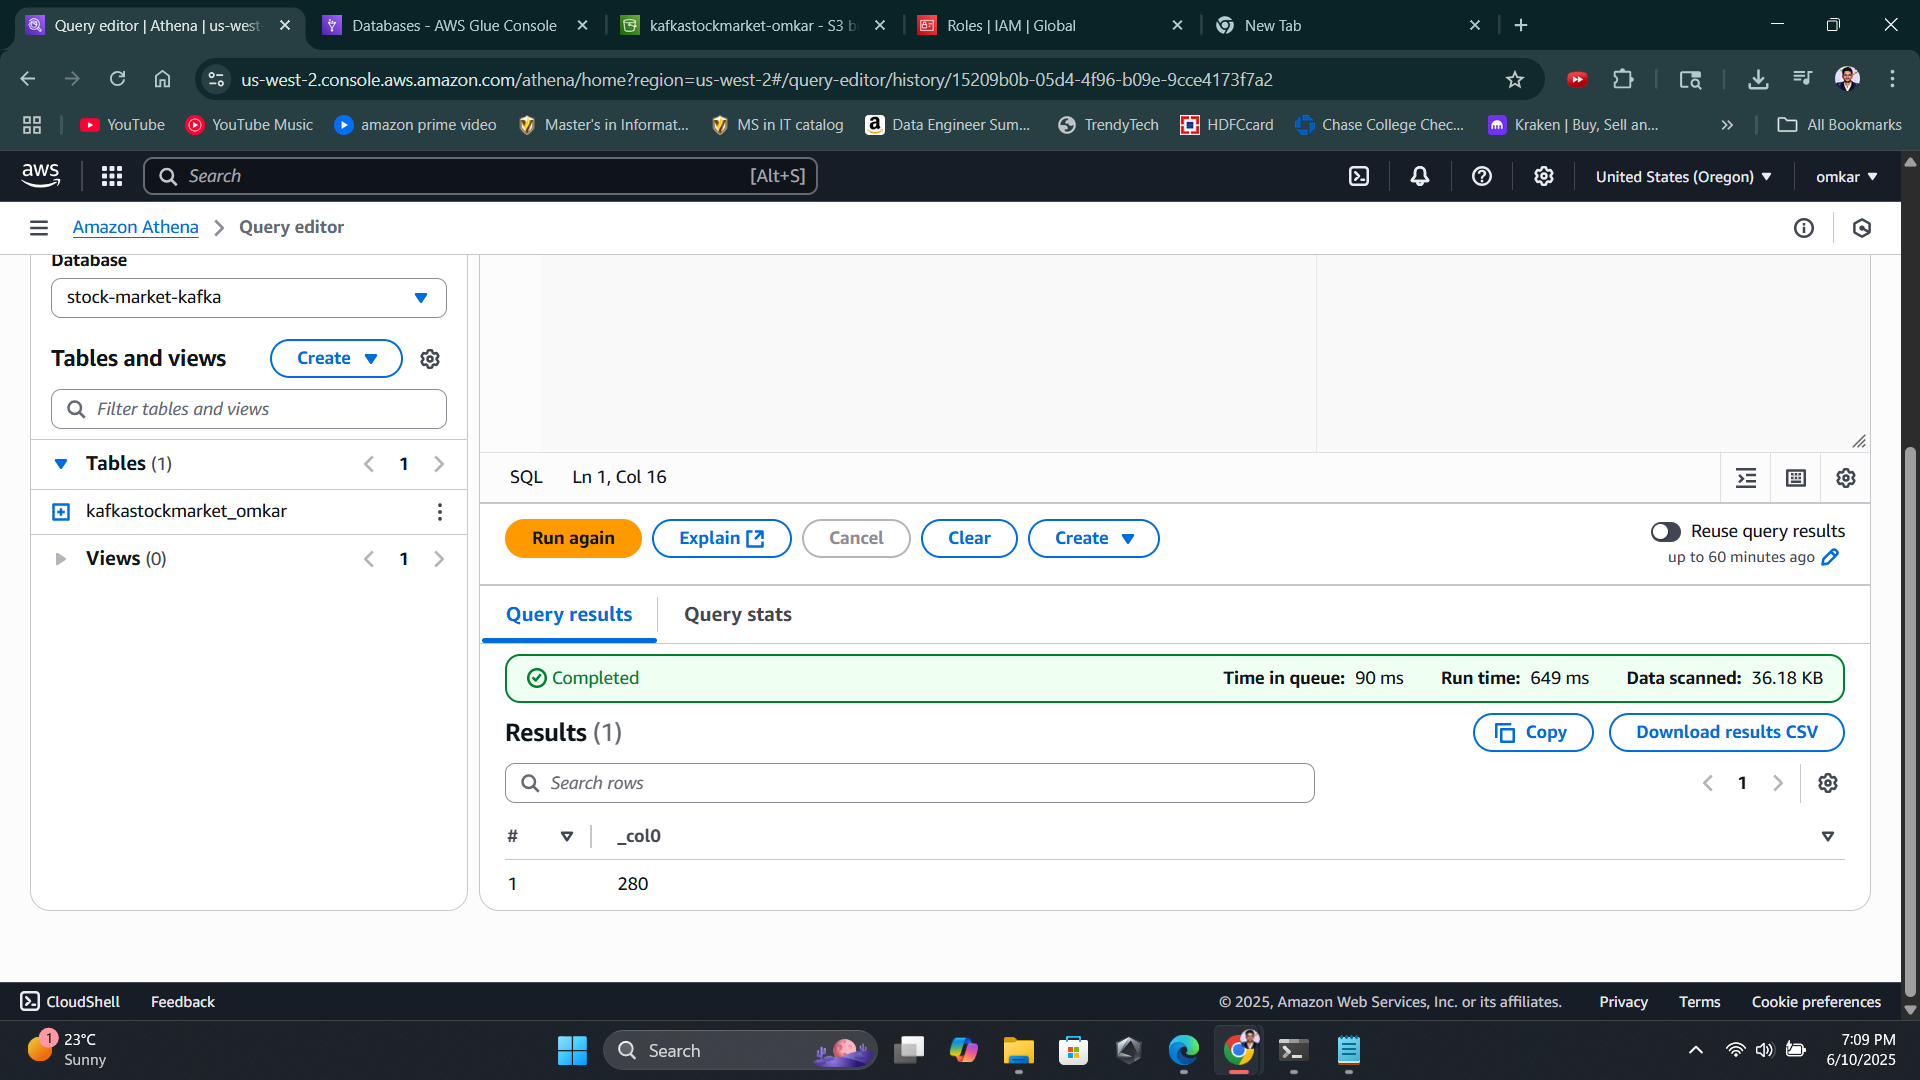 Query editor | Athena | us-west
Databases - AWS Glue Console
kafkastockmarket-omkar - S3 b
Roles | IAM | Global
New Tab
us-west-2.console.aws.amazon.com/athena/home?region=us-west-2#/query-editor/history/15209b0b-05d4-4f96-b09e-9cce4173f7a2
YouTube
YouTube Music
amazon prime video
Master's in Informat...
MS in IT catalog
Data Engineer Sum...
TrendyTech
HDFCcard
Chase College Chec...
Kraken | Buy, Sell an...
All Bookmarks
aws
Search
[Alt+S]
United States (Oregon)
omkar
Amazon Athena
Query editor
Database
stock-market-kafka
Tables and views
Create
Filter tables and views
Tables (1)
1
kafkastockmarket_omkar
Views (0)
1
SQL
Ln 1, Col 16
Run again
Explain
Cancel
Clear
Create
Reuse query results
up to 60 minutes ago
Query results
Query stats
Completed
Time in queue: 90 ms
Run time: 649 ms
Data scanned: 36.18 KB
Results (1)
Copy
Download results CSV
Search rows
1
#
_col0
1
280
CloudShell
Feedback
© 2025, Amazon Web Services, Inc. or its affiliates.
Privacy
Terms
Cookie preferences
1
23°C
Sunny
Search
7:09 PM
6/10/2025